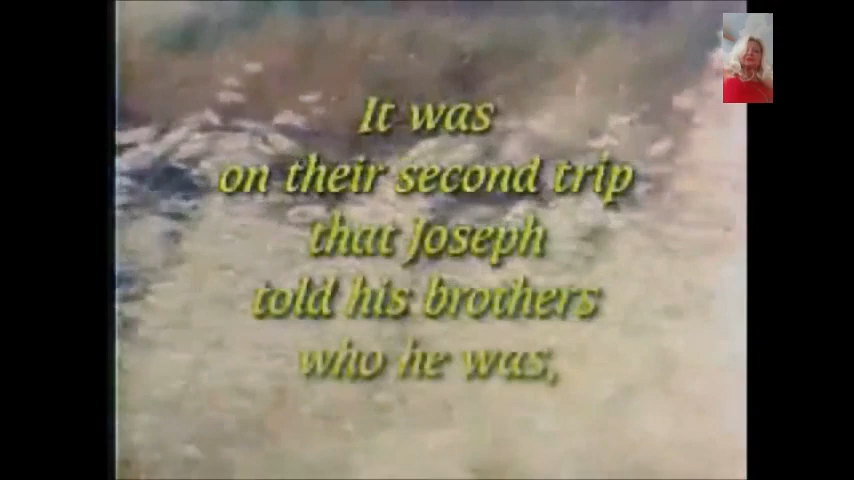 It was
on their second trip
that Joseph
told his brothers
who he was,